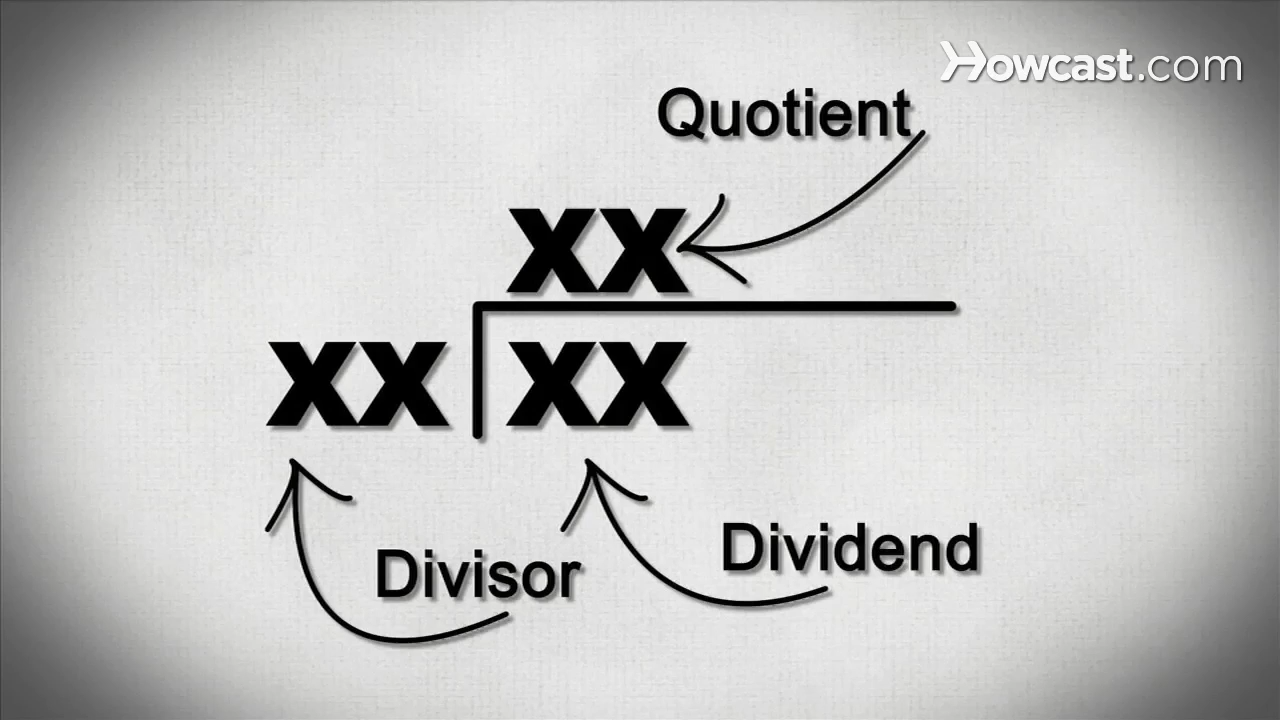 Howcast.com
Quotient
xx
xx xx
Divisor
Dividend